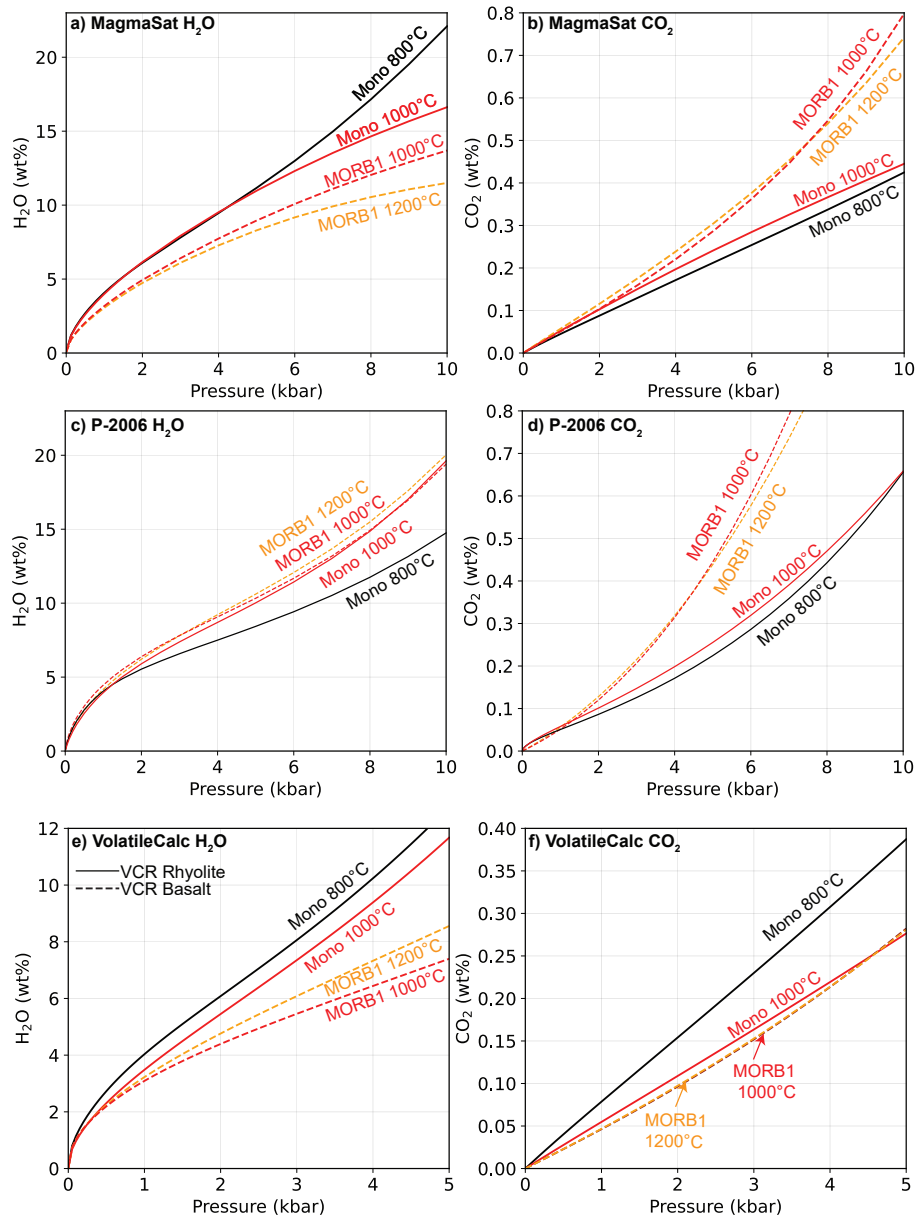 a) MagmaSat H₂O
Mono 800°C
Mono 1000°C
MORB1 1000°C
MORB1 1200°C
H₂O (wt%)
0
5
10
15
20
0 2 4 6 8 10
Pressure (kbar)
b) MagmaSat CO₂
MORB1 1000°C
MORB1 1200°C
Mono 1000°C
Mono 800°C
CO₂ (wt%)
0.0
0.1
0.2
0.3
0.4
0.5
0.6
0.7
0.8
0 2 4 6 8 10
Pressure (kbar)
c) P-2006 H₂O
MORB1 1200°C
MORB1 1000°C
Mono 1000°C
Mono 800°C
H₂O (wt%)
0
5
10
15
20
0 2 4 6 8 10
Pressure (kbar)
d) P-2006 CO₂
MORB1 1000°C
MORB1 1200°C
Mono 1000°C
Mono 800°C
CO₂ (wt%)
0.0
0.1
0.2
0.3
0.4
0.5
0.6
0.7
0.8
0 2 4 6 8 10
Pressure (kbar)
e) VolatileCalc H₂O
VCR Rhyolite
VCR Basalt
Mono 800°C
Mono 1000°C
MORB1 1200°C
MORB1 1000°C
H₂O (wt%)
0
2
4
6
8
10
12
0 1 2 3 4 5
Pressure (kbar)
f) VolatileCalc CO₂
Mono 800°C
Mono 1000°C
MORB1
1000°C
MORB1
1200°C
CO₂ (wt%)
0.00
0.05
0.10
0.15
0.20
0.25
0.30
0.35
0.40
0 1 2 3 4 5
Pressure (kbar)